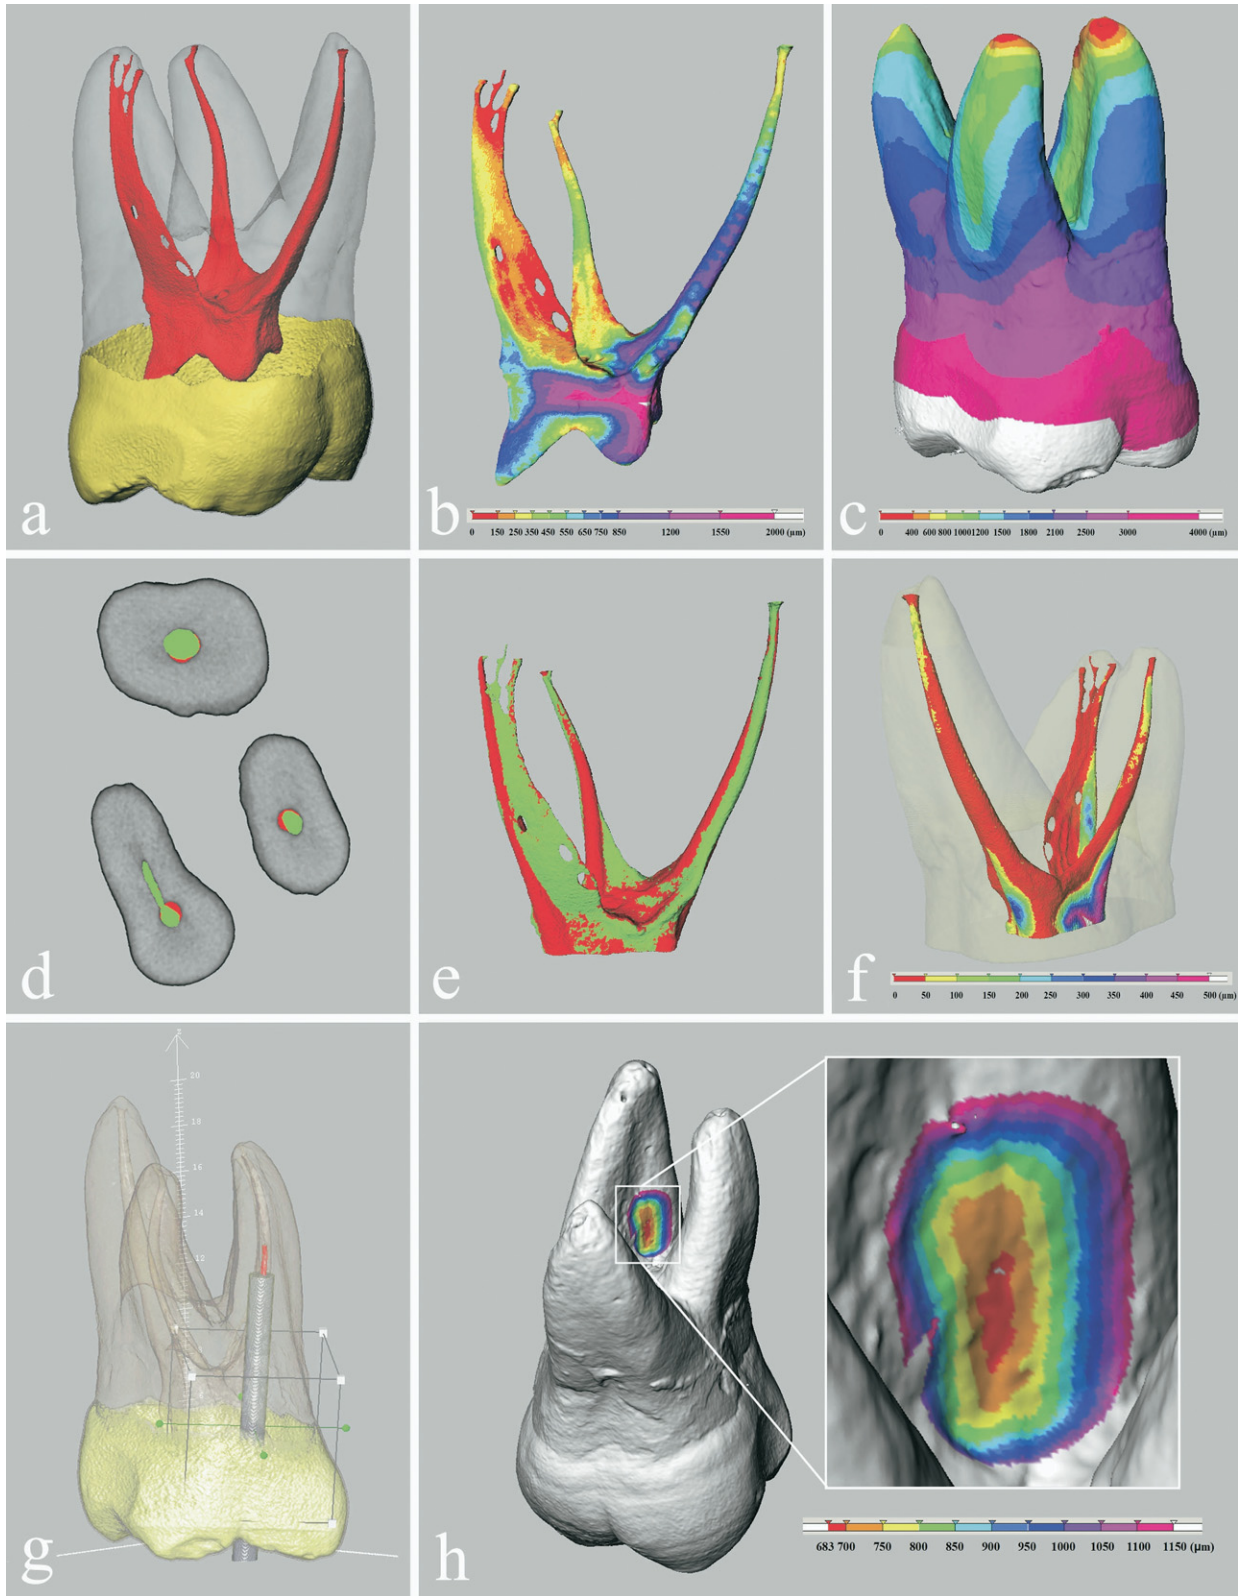 a
b
0 150 250 350 450 550 650 750 850 1200 1550 2000 (µm)
c
0 400 600 800 1000 1200 1500 1800 2100 2500 3000 4000 (µm)
d
e
f
0 50 100 150 200 250 300 350 400 450 500 (µm)
20
18
16
14
12
g
h
683 700 750 800 850 900 950 1000 1050 1100 1150 (µm)